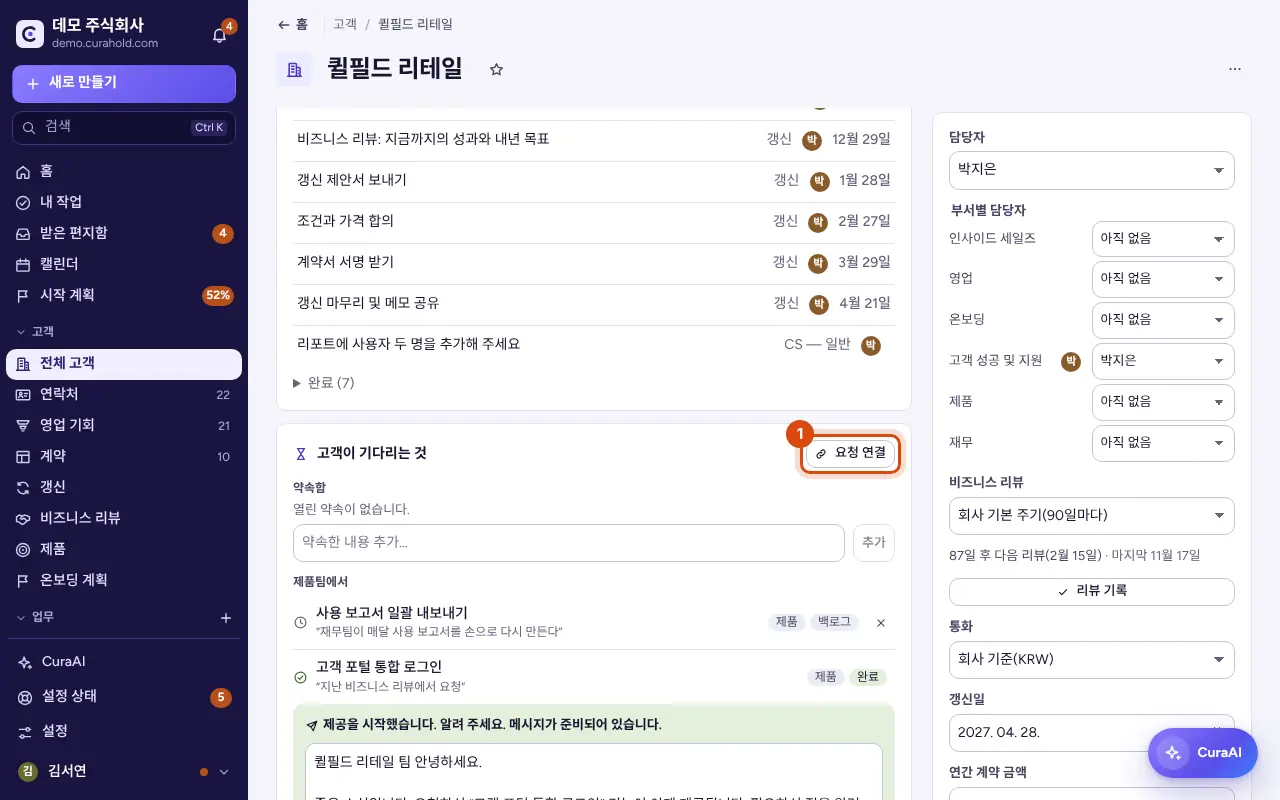 데모 주식회사
demo.curahold.com
4
새로 만들기
검색
Ctrl K
홈
내 작업
받은 편지함
4
캘린더
시작 계획
52%
고객
전체 고객
연락처
22
영업 기회
21
계약
10
갱신
비즈니스 리뷰
제품
온보딩 계획
업무
CuraAI
설정 상태
5
설정
김
김서연
홈
고객 / 퀼필드 리테일
퀼필드 리테일
비즈니스 리뷰: 지금까지의 성과와 내년 목표 갱신 박 12월 29일
갱신 제안서 보내기 갱신 박 1월 28일
조건과 가격 합의 갱신 박 2월 27일
계약서 서명 받기 갱신 박 3월 29일
갱신 마무리 및 메모 공유 갱신 박 4월 21일
리포트에 사용자 두 명을 추가해 주세요 CS — 일반 박
완료 (7)
1
고객이 기다리는 것
요청 연결
약속함
열린 약속이 없습니다.
약속한 내용 추가...
추가
제품팀에서
사용 보고서 일괄 내보내기
“재무팀이 매달 사용 보고서를 손으로 다시 만든다”
제품 백로그
고객 포털 통합 로그인
“지난 비즈니스 리뷰에서 요청”
제품 완료
제공을 시작했습니다. 알려 주세요. 메시지가 준비되어 있습니다.
퀼필드 리테일 팀 안녕하세요.
담당자
박지은
부서별 담당자
인사이드 세일즈 아직 없음
영업 아직 없음
온보딩 아직 없음
고객 성공 및 지원 박 박지은
제품 아직 없음
재무 아직 없음
비즈니스 리뷰
회사 기본 주기(90일마다)
87일 후 다음 리뷰(2월 15일) · 마지막 11월 17일
리뷰 기록
통화
회사 기준(KRW)
갱신일
2027. 04. 28.
연간 계약 금액
CuraAI